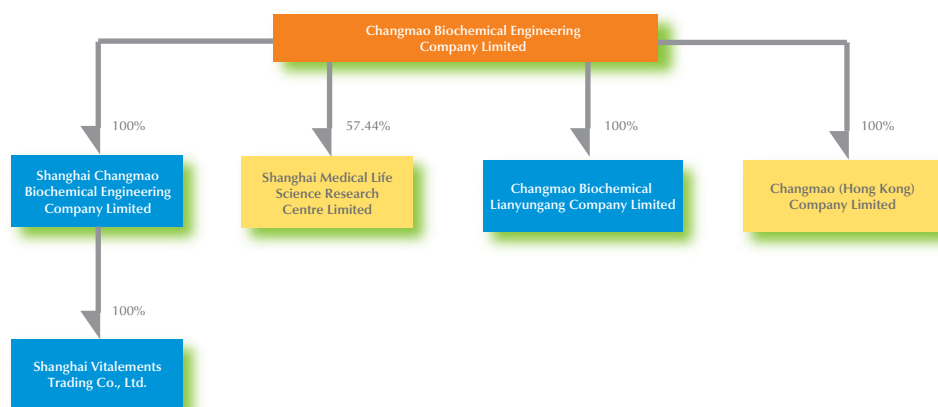 Changmao Biochemical Engineering
Company Limited
100%
57.44%
100%
100%
Shanghai Changmao
Biochemical Engineering
Company Limited
Shanghai Medical Life
Science Research
Centre Limited
Changmao Biochemical
Lianyungang Company Limited
Changmao (Hong Kong)
Company Limited
100%
Shanghai Vitalements
Trading Co., Ltd.